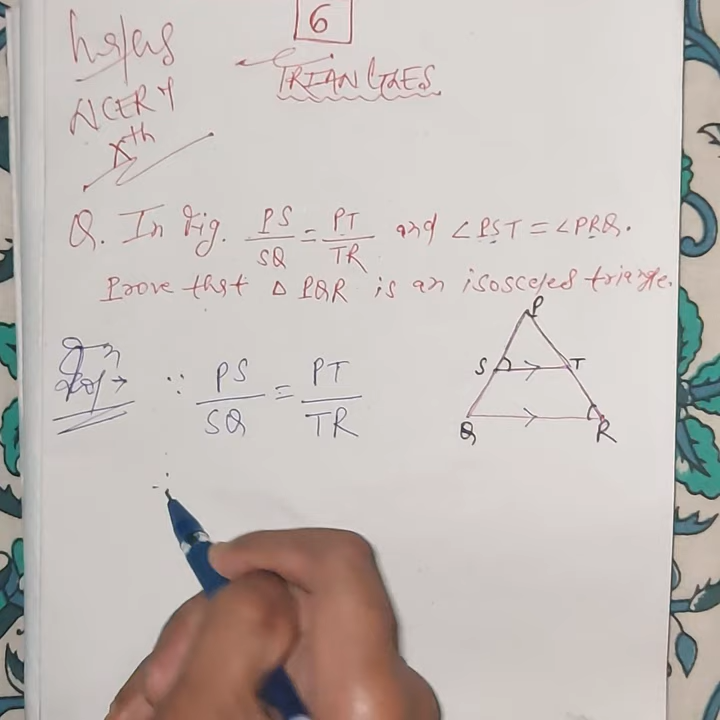 6
TRIANGLES
NCERT
Xth
Q. In Fig. PS/SQ = PT/TR and ∠PST = ∠PRQ.
Prove that △ PQR is an isosceles triangle.
∵ PS/SQ = PT/TR
P
S T
Q R
∴